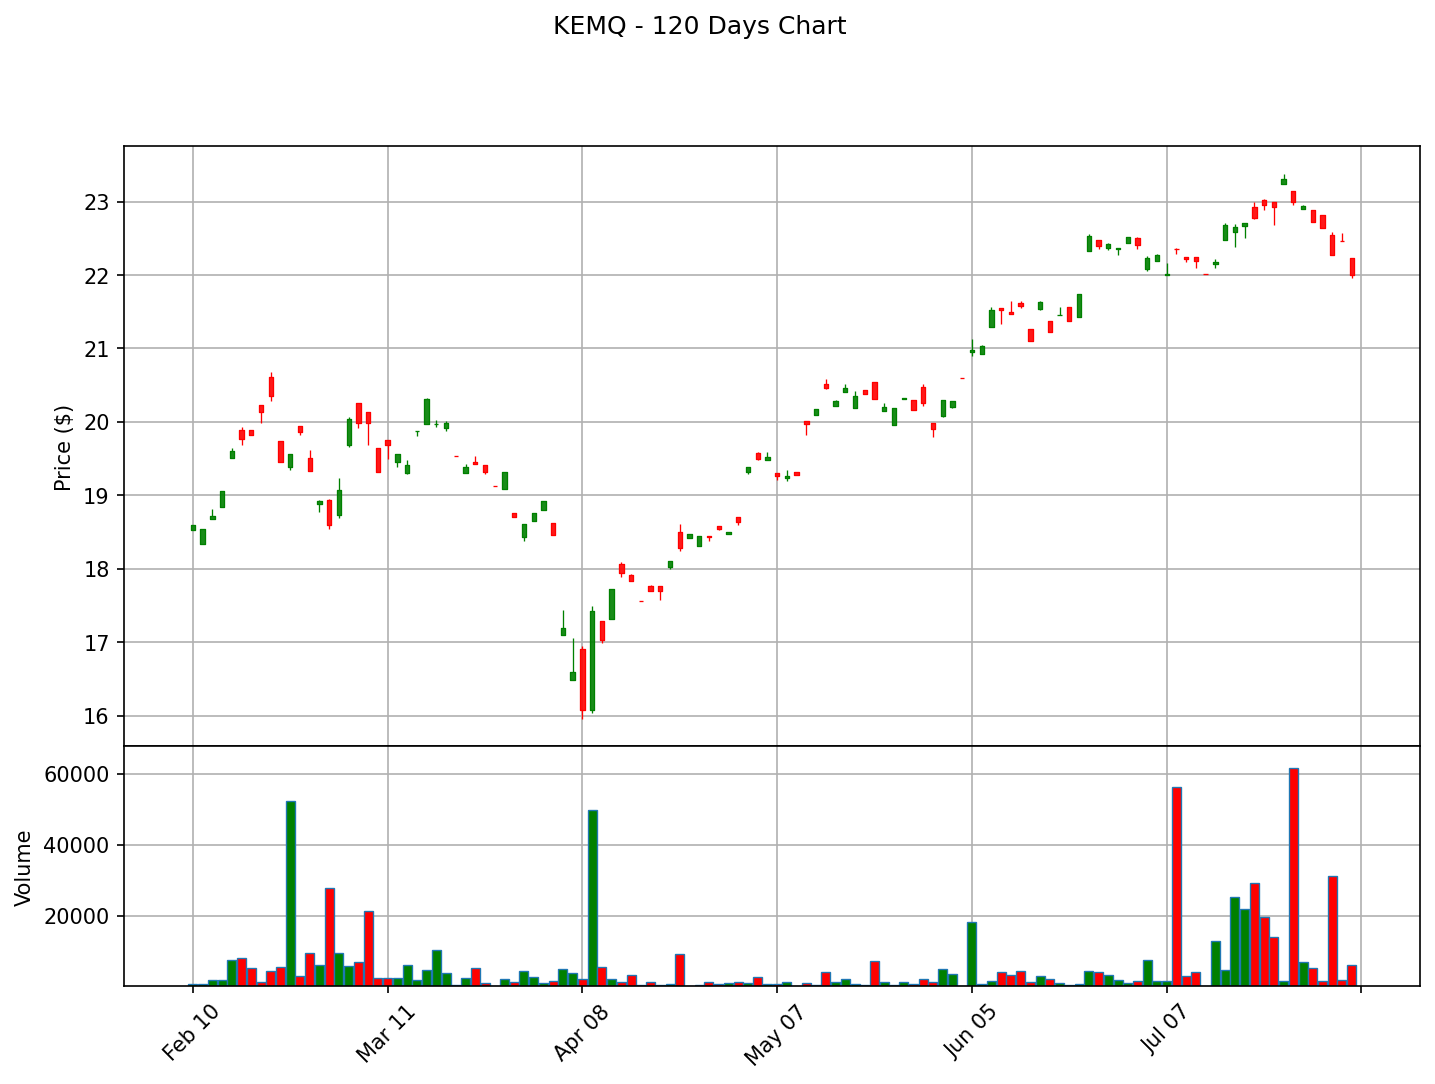 KEMQ - 120 Days Chart
Price ($)
23
22
21
20
19
18
17
16
Volume
60000
40000
20000
Feb 10
Mar 11
Apr 08
May 07
Jun 05
Jul 07